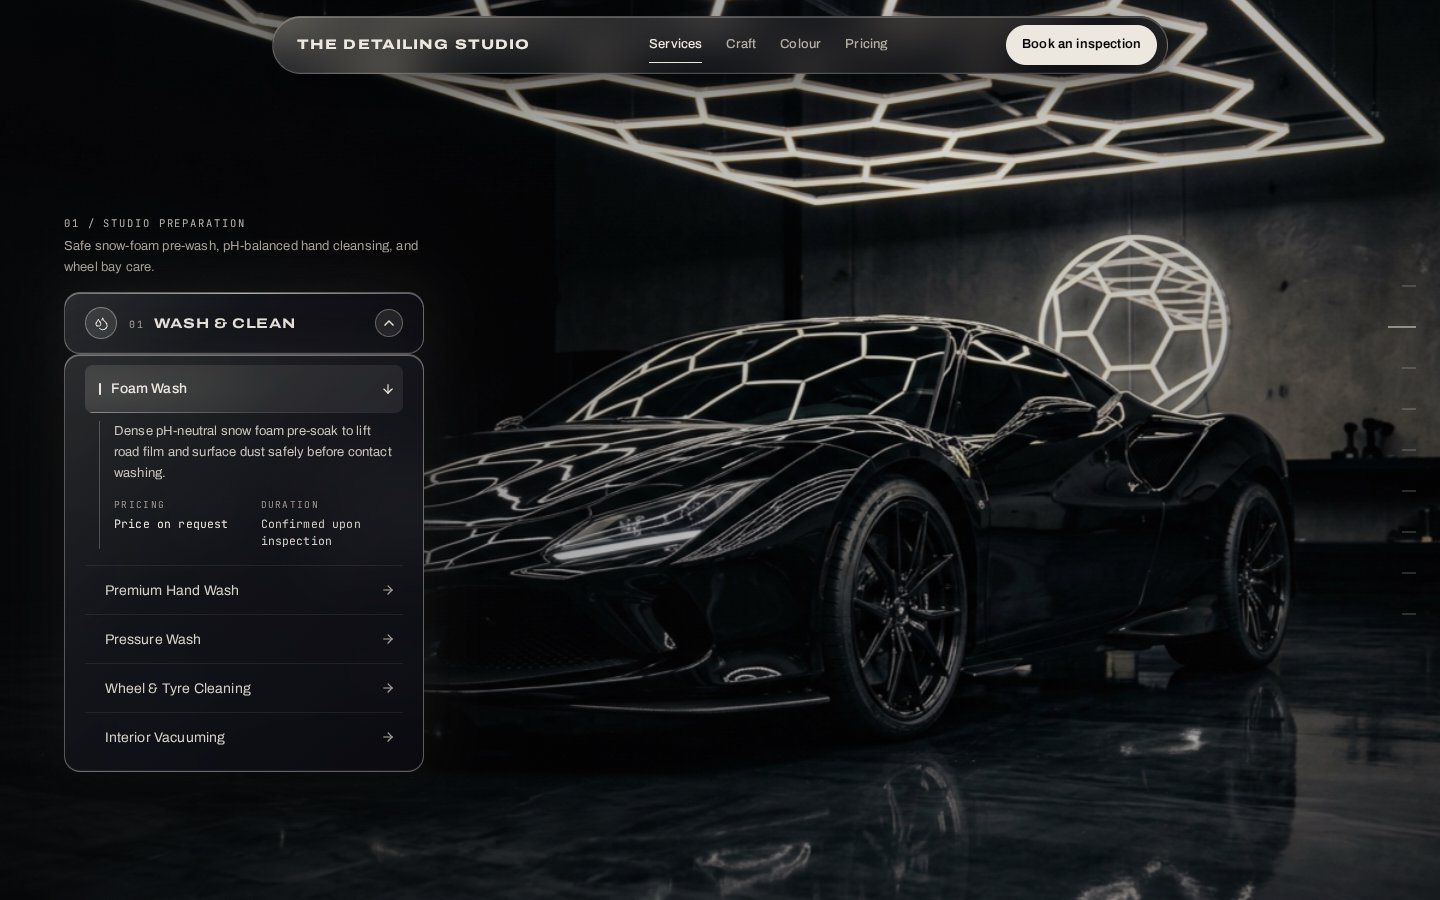 THE DETAILING STUDIO
Services
Craft
Colour
Pricing
Book an inspection
01 / STUDIO PREPARATION
Safe snow-foam pre-wash, pH-balanced hand cleansing, and
wheel bay care.
01 WASH & CLEAN
Foam Wash
Dense pH-neutral snow foam pre-soak to lift
road film and surface dust safely before contact
washing.
PRICING
Price on request
DURATION
Confirmed upon
inspection
Premium Hand Wash
Pressure Wash
Wheel & Tyre Cleaning
Interior Vacuuming